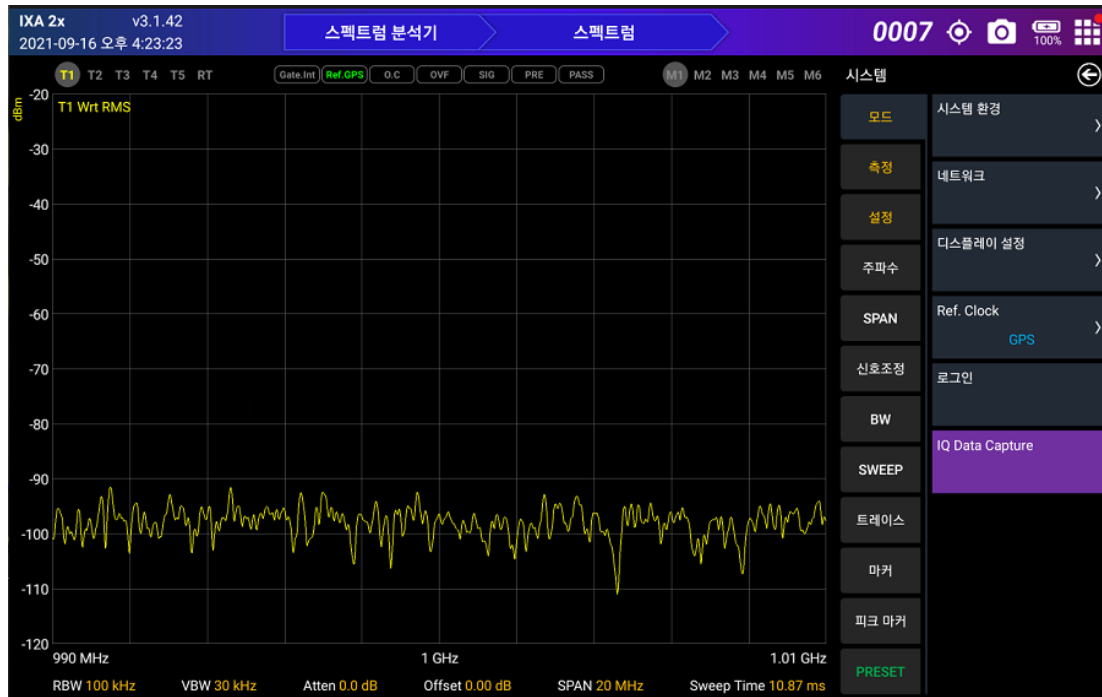 IXA 2x v3.1.42
2021-09-16 오후 4:23:23
스펙트럼 분석기
스펙트럼
0007
100%
T1 T2 T3 T4 T5 RT
Gate.Int Ref.GPS O.C OVF SIG PRE PASS
M1 M2 M3 M4 M5 M6
시스템
dBm
T1 Wrt RMS
-20
-30
-40
-50
-60
-70
-80
-90
-100
-110
-120
990 MHz 1 GHz 1.01 GHz
RBW 100 kHz VBW 30 kHz Atten 0.0 dB Offset 0.00 dB SPAN 20 MHz Sweep Time 10.87 ms
모드
측정
설정
주파수
SPAN
신호조정
BW
SWEEP
트레이스
마커
피크 마커
PRESET
시스템 환경
네트워크
디스플레이 설정
Ref. Clock
GPS
로그인
IQ Data Capture